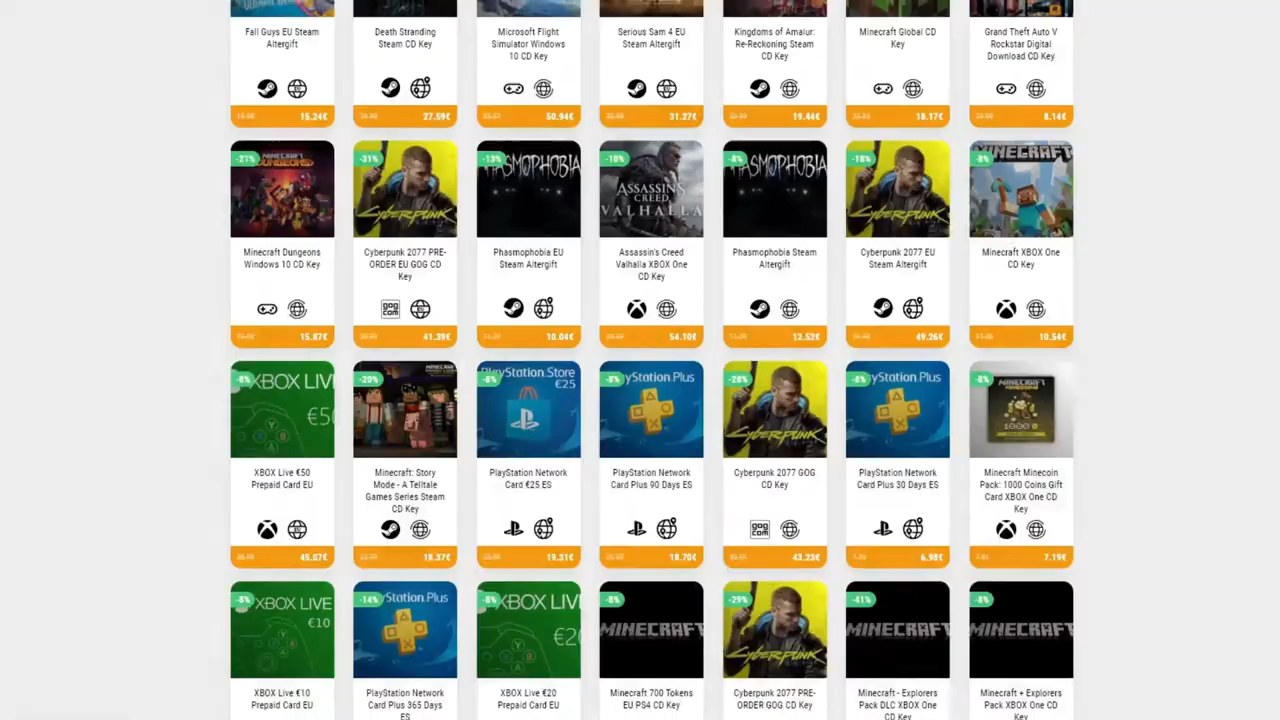 Fall Guys EU Steam
Altergift
Death Stranding
Steam CD Key
Microsoft Flight
Simulator Windows
10 CD Key
Serious Sam 4 EU
Steam Altergift
Kingdoms of Amalur:
Re-Reckoning Steam
CD Key
Minecraft Global CD
Key
Grand Theft Auto V
Rockstar Digital
Download CD Key
15.24€
27.59€
50.94€
31.27€
19.44€
18.17€
8.14€
-21%
MINECRAFT
DUNGEONS
-31%
CYBERPUNK
-13%
PHASMOPHOBIA
-10%
ASSASSIN'S
CREED
VALHALLA
-4%
PHASMOPHOBIA
-18%
CYBERPUNK
-8%
MINECRAFT
Minecraft Dungeons
Windows 10 CD Key
Cyberpunk 2077 PRE-
ORDER EU GOG CD
Key
Phasmophobia EU
Steam Altergift
Assassin's Creed
Valhalla XBOX One
CD Key
Phasmophobia Steam
Altergift
Cyberpunk 2077 EU
Steam Altergift
Minecraft XBOX One
CD Key
gog
com
15.87€
41.39€
10.04€
54.10€
12.52€
49.26€
10.54€
-8%
XBOX LIVE
€50
-20%
MINECRAFT
-8%
PlayStation Store
€25
-8%
PlayStation Plus
-28%
CYBERPUNK
-8%
PlayStation Plus
-8%
MINECRAFT
XBOX Live €50
Prepaid Card EU
Minecraft: Story
Mode - A Telltale
Games Series Steam
CD Key
PlayStation Network
Card €25 ES
PlayStation Network
Card Plus 90 Days ES
Cyberpunk 2077 GOG
CD Key
PlayStation Network
Card Plus 30 Days ES
Minecraft Minecoin
Pack: 1000 Coins Gift
Card XBOX One CD
Key
gog
com
45.07€
18.37€
19.31€
18.70€
43.23€
6.98€
7.19€
-8%
XBOX LIVE
€10
-14%
PlayStation Plus
-8%
XBOX LIVE
€20
-8%
MINECRAFT
-29%
CYBERPUNK
-41%
MINECRAFT
-8%
MINECRAFT
XBOX Live €10
Prepaid Card EU
PlayStation Network
Card Plus 365 Days
ES
XBOX Live €20
Prepaid Card EU
Minecraft 700 Tokens
EU PS4 CD Key
Cyberpunk 2077 PRE-
ORDER GOG CD Key
Minecraft - Explorers
Pack DLC XBOX One
CD Key
Minecraft + Explorers
Pack XBOX One CD
Key